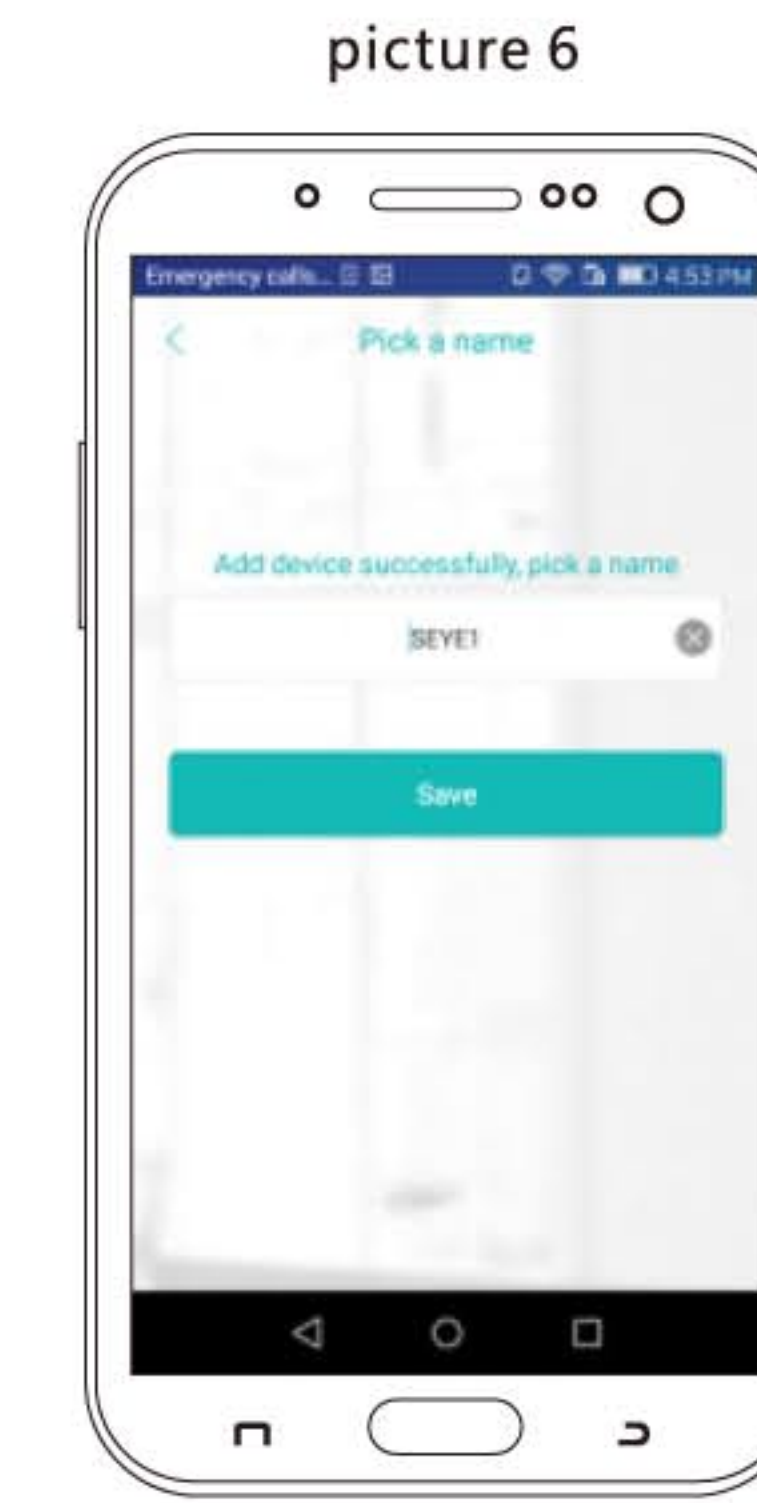 picture 6
Emergency calls... 4:53 PM
Pick a name
Add device successfully, pick a name
SEYE1
Save